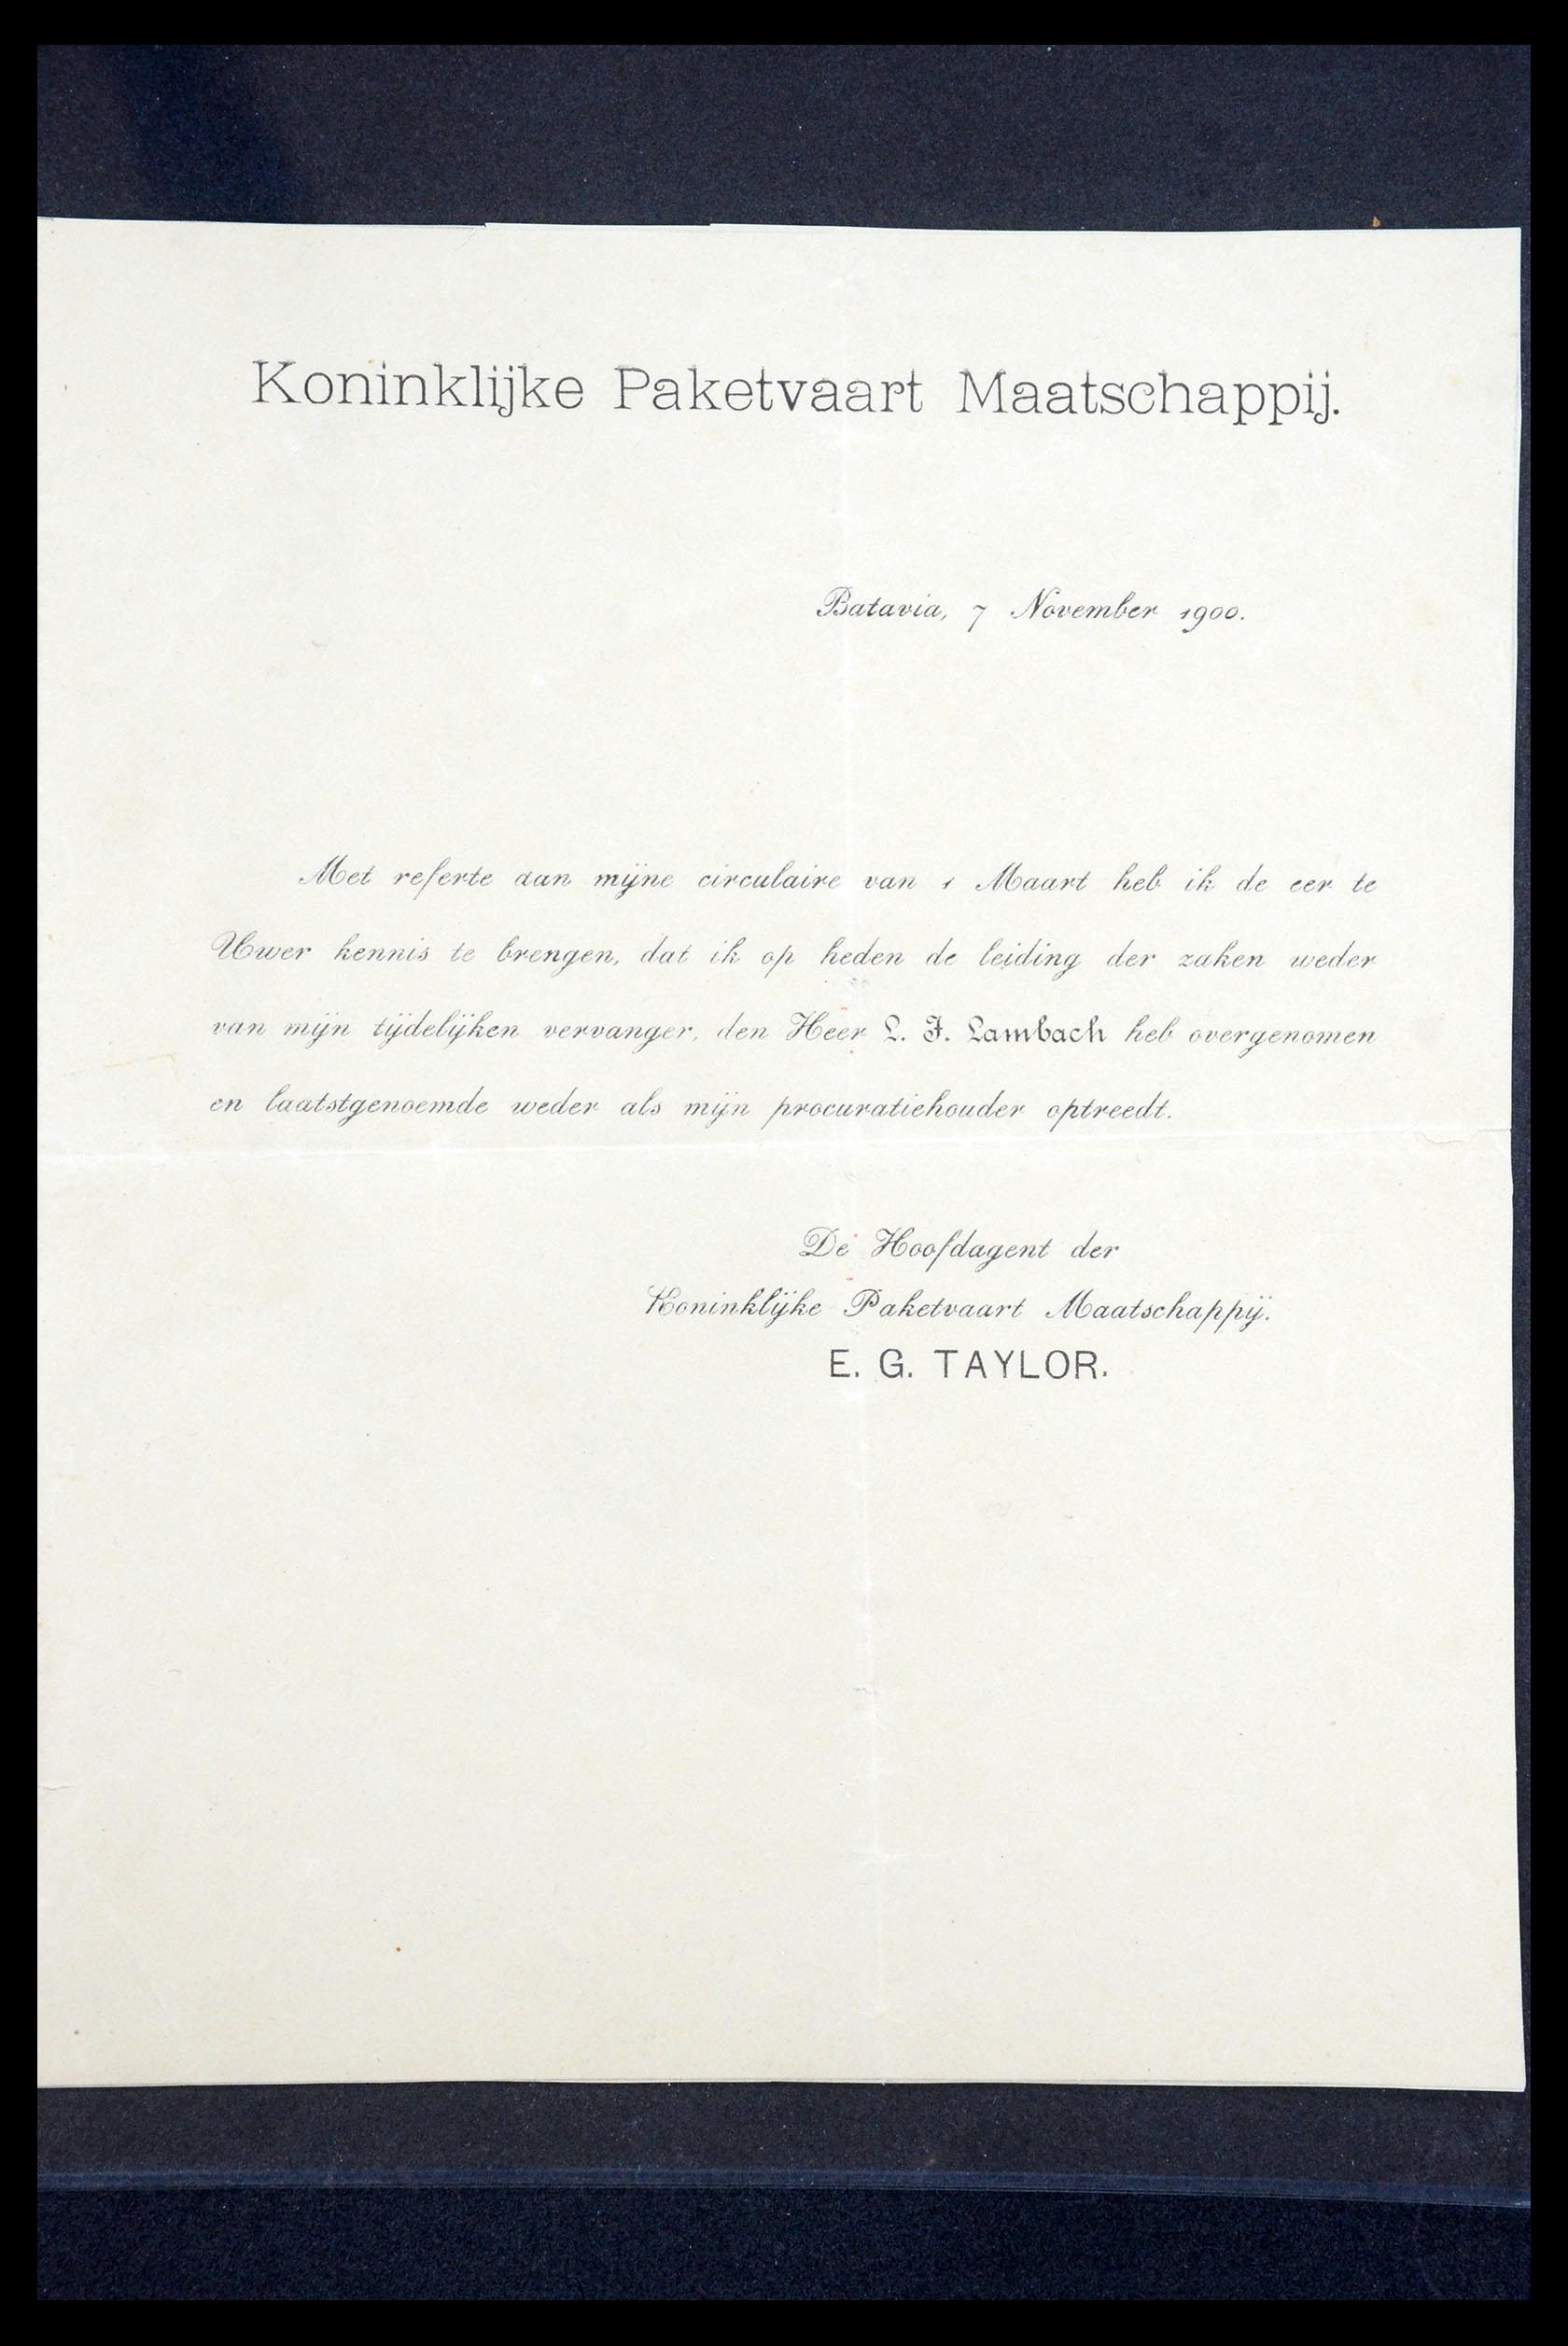 Koninklijke Paketvaart Maatschappij.
Batavia, 7 November 1900.
Met referte aan mijne circulaire van 1 Maart heb ik de eer te
Uwer kennis te brengen, dat ik op heden de leiding der zaken weder
van mijn tijdelijken vervanger, den Heer L. J. Lambach heb overgenomen
en laatstgenoemde weder als mijn procuratiehouder optreedt.
De Hoofdagent der
Koninklijke Paketvaart Maatschappij.
E. G. TAYLOR.